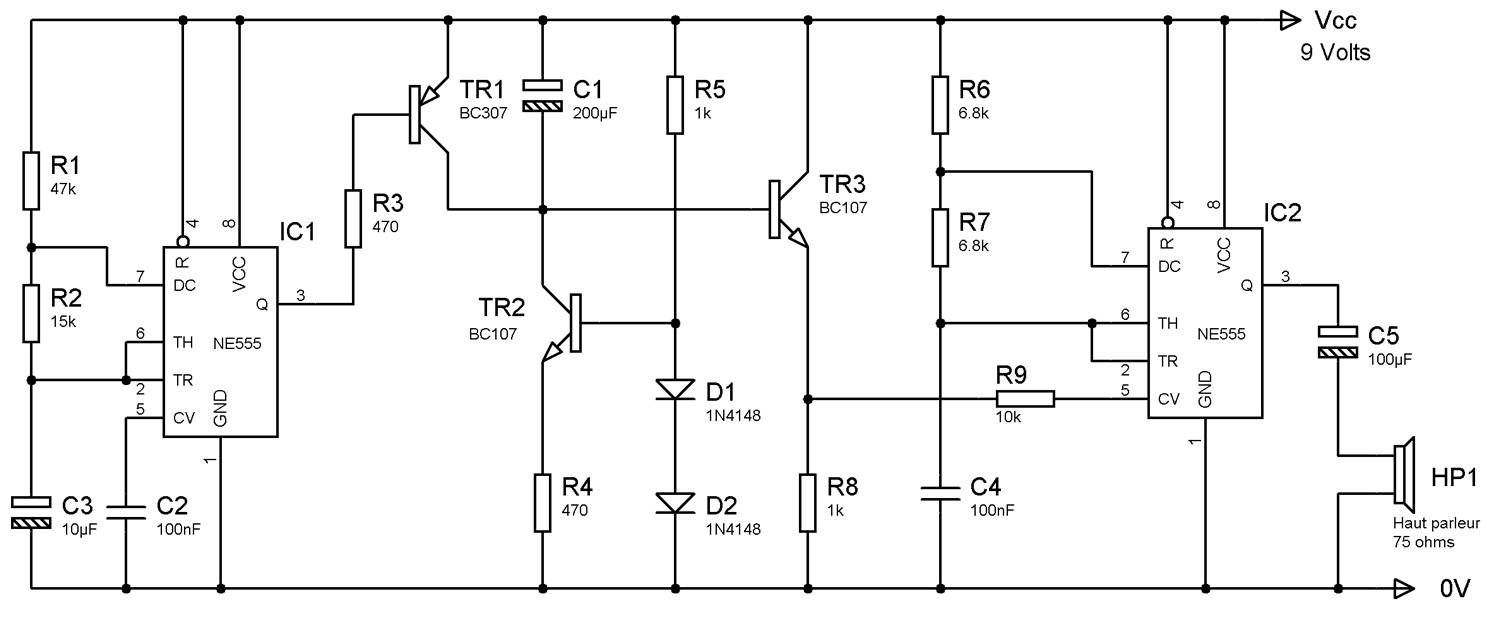 Vcc
9 Volts
R1
47k
R2
15k
C3
10µF
C2
100nF
IC1
NE555
4
8
R
VCC
7
DC
Q
3
6
TH
TR
2
5
CV
GND
1
R3
470
TR1
BC307
C1
200µF
R5
1k
TR2
BC107
R4
470
D1
1N4148
D2
1N4148
TR3
BC107
R8
1k
R6
6.8k
R7
6.8k
R9
10k
C4
100nF
IC2
NE555
4
8
R
VCC
7
DC
Q
3
6
TH
TR
2
5
CV
GND
1
C5
100µF
HP1
Haut parleur
75 ohms
0V